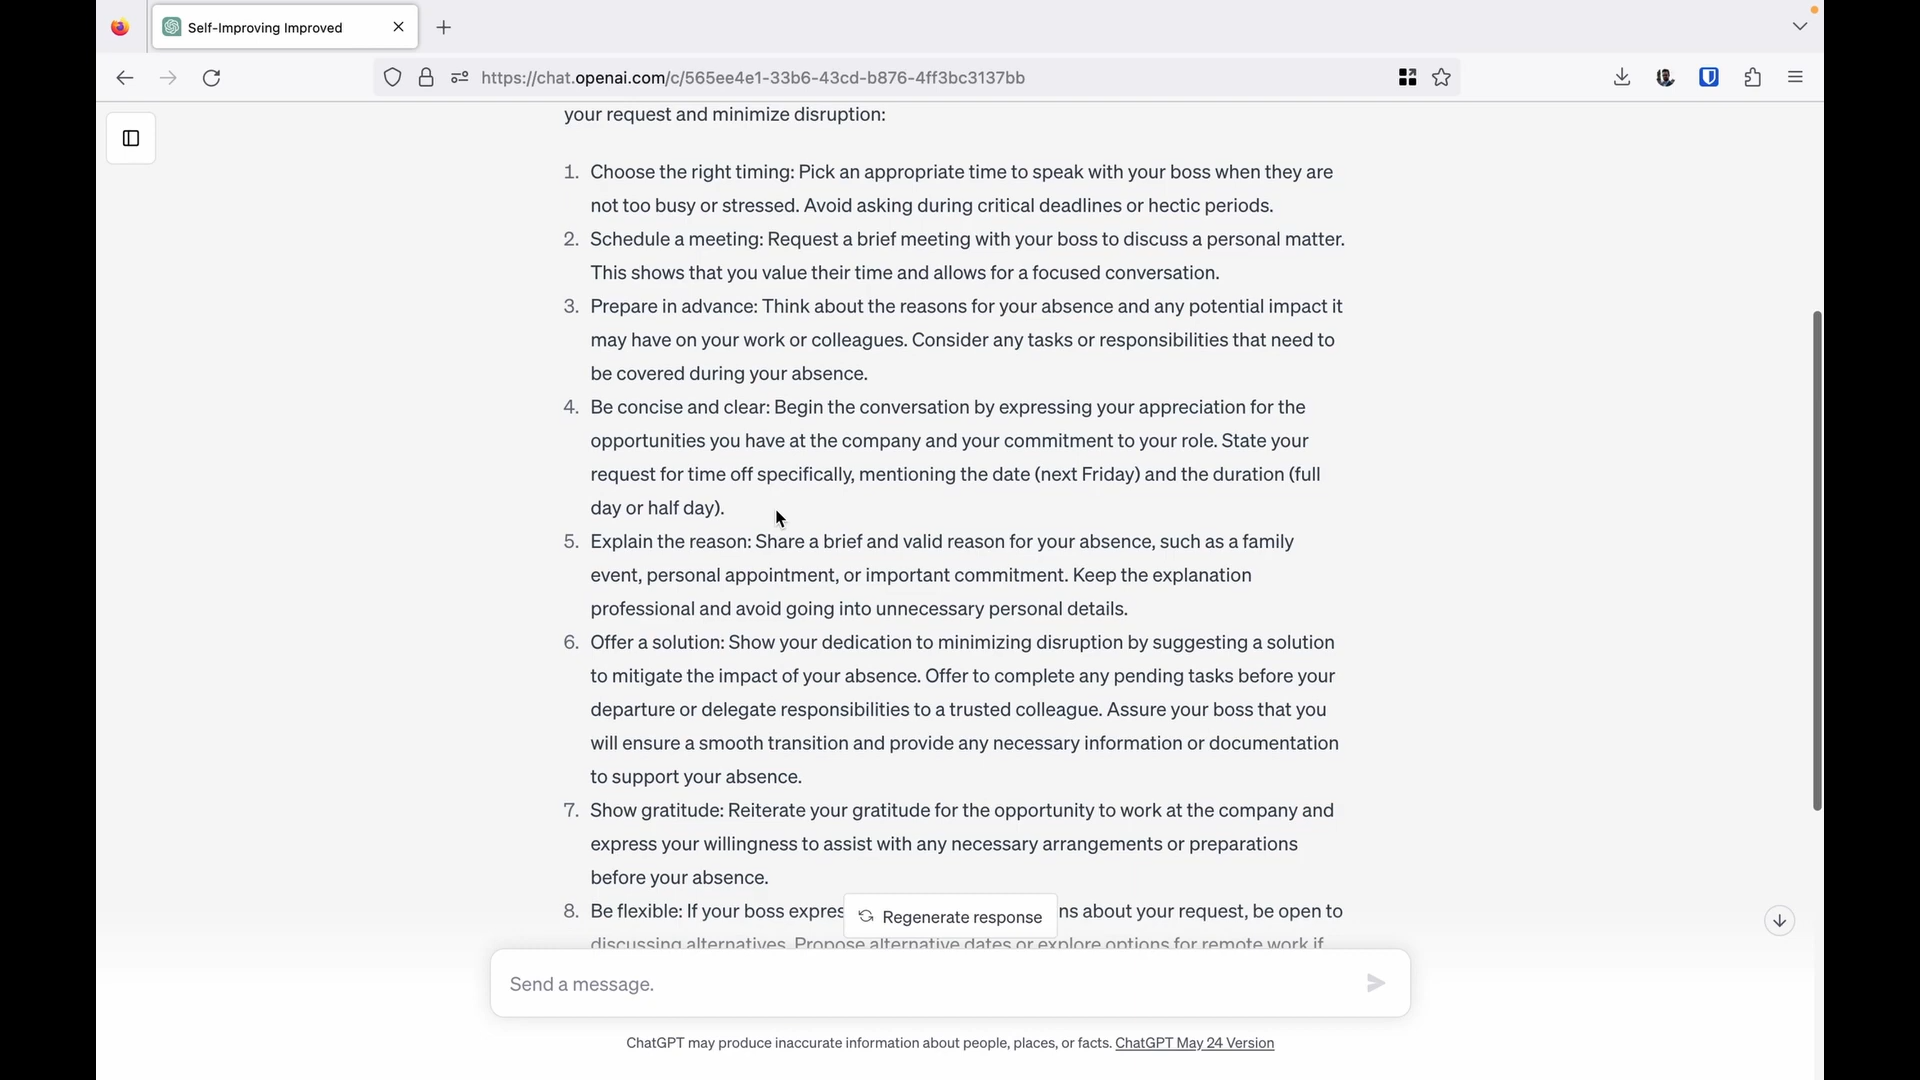 Self-Improving Improved
https://chat.openai.com/c/565ee4e1-33b6-43cd-b876-4ff3bc3137bb
your request and minimize disruption:
1. Choose the right timing: Pick an appropriate time to speak with your boss when they are
not too busy or stressed. Avoid asking during critical deadlines or hectic periods.
2. Schedule a meeting: Request a brief meeting with your boss to discuss a personal matter.
This shows that you value their time and allows for a focused conversation.
3. Prepare in advance: Think about the reasons for your absence and any potential impact it
may have on your work or colleagues. Consider any tasks or responsibilities that need to
be covered during your absence.
4. Be concise and clear: Begin the conversation by expressing your appreciation for the
opportunities you have at the company and your commitment to your role. State your
request for time off specifically, mentioning the date (next Friday) and the duration (full
day or half day).
5. Explain the reason: Share a brief and valid reason for your absence, such as a family
event, personal appointment, or important commitment. Keep the explanation
professional and avoid going into unnecessary personal details.
6. Offer a solution: Show your dedication to minimizing disruption by suggesting a solution
to mitigate the impact of your absence. Offer to complete any pending tasks before your
departure or delegate responsibilities to a trusted colleague. Assure your boss that you
will ensure a smooth transition and provide any necessary information or documentation
to support your absence.
7. Show gratitude: Reiterate your gratitude for the opportunity to work at the company and
express your willingness to assist with any necessary arrangements or preparations
before your absence.
8. Be flexible: If your boss expres ns about your request, be open to
Regenerate response
discussing alternatives. Propose alternative dates or explore options for remote work if
Send a message.
ChatGPT may produce inaccurate information about people, places, or facts. ChatGPT May 24 Version